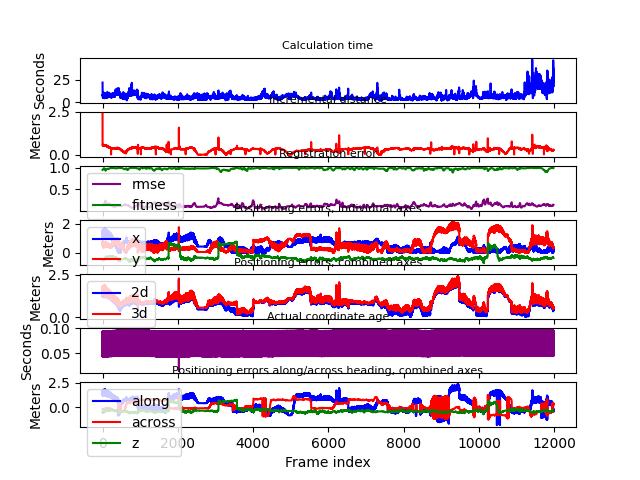 Calculation time
Seconds
25
0
Incremental distance
Meters
2.5
0.0
Registration error
1.0
0.5
rmse
fitness
Positioning errors, individual axes
Meters
2
0
x
y
Positioning errors, combined axes
Meters
2.5
0.0
2d
3d
Actual coordinate age
Seconds
0.10
0.05
Positioning errors along/across heading, combined axes
Meters
2.5
0.0
along
across
z
0 2000 4000 6000 8000 10000 12000
Frame index